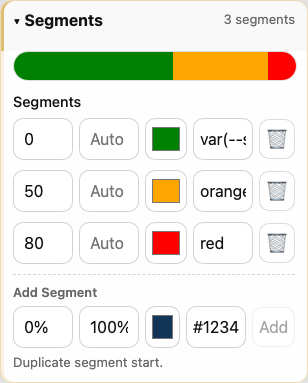 ▾ Segments 3 segments
Segments
0 Auto var(--s
50 Auto orange
80 Auto red
Add Segment
0% 100% #1234 Add
Duplicate segment start.